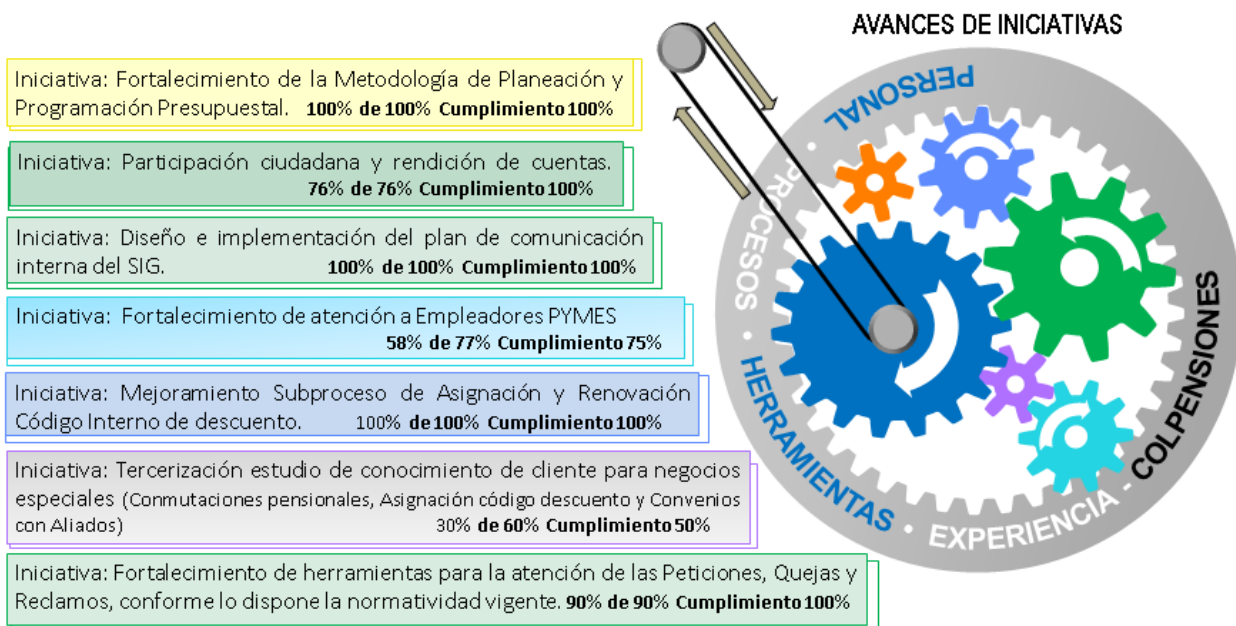 AVANCES DE INICIATIVAS
Iniciativa: Fortalecimiento de la Metodología de Planeación y
Programación Presupuestal. 100% de 100% Cumplimiento 100%
Iniciativa: Participación ciudadana y rendición de cuentas.
76% de 76% Cumplimiento 100%
Iniciativa: Diseño e implementación del plan de comunicación
interna del SIG. 100% de 100% Cumplimiento 100%
Iniciativa: Fortalecimiento de atención a Empleadores PYMES
58% de 77% Cumplimiento 75%
Iniciativa: Mejoramiento Subproceso de Asignación y Renovación
Código Interno de descuento. 100% de 100% Cumplimiento 100%
Iniciativa: Tercerización estudio de conocimiento de cliente para negocios
especiales (Conmutaciones pensionales, Asignación código descuento y Convenios
con Aliados) 30% de 60% Cumplimiento 50%
Iniciativa: Fortalecimiento de herramientas para la atención de las Peticiones, Quejas y
Reclamos, conforme lo dispone la normatividad vigente. 90% de 90% Cumplimiento 100%
PERSONAL
• PROCESOS
• HERRAMIENTAS
• EXPERIENCIA -
COLPENSIONES